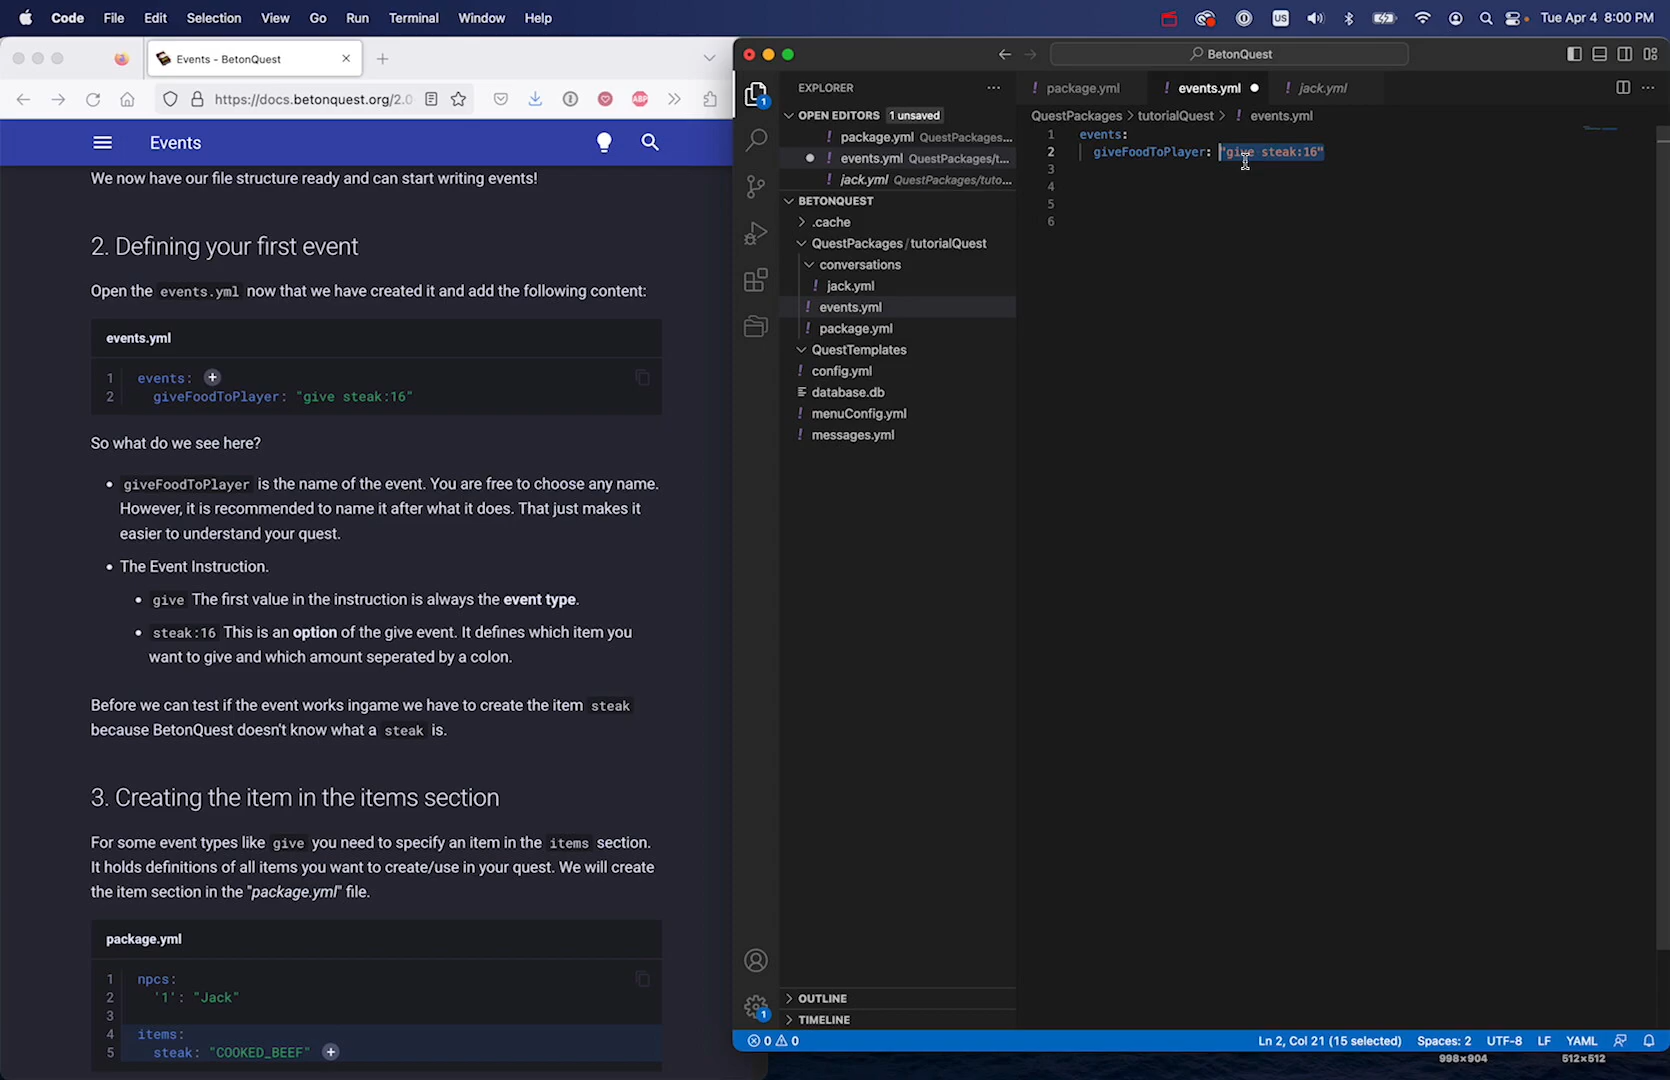 Code File Edit Selection View Go Run Terminal Window Help
US Tue Apr 4 8:00 PM
Events - BetonQuest
https://docs.betonquest.org/2.0
ABP
Events
We now have our file structure ready and can start writing events!
2. Defining your first event
Open the events.yml now that we have created it and add the following content:
events.yml
1 events:
2 giveFoodToPlayer: "give steak:16"
So what do we see here?
• giveFoodToPlayer is the name of the event. You are free to choose any name.
However, it is recommended to name it after what it does. That just makes it
easier to understand your quest.
• The Event Instruction.
• give The first value in the instruction is always the event type.
• steak:16 This is an option of the give event. It defines which item you
want to give and which amount seperated by a colon.
Before we can test if the event works ingame we have to create the item steak
because BetonQuest doesn't know what a steak is.
3. Creating the item in the items section
For some event types like give you need to specify an item in the items section.
It holds definitions of all items you want to create/use in your quest. We will create
the item section in the "package.yml" file.
package.yml
1 npcs:
2 '1': "Jack"
3
4 items:
5 steak: "COOKED_BEEF"
BetonQuest
1
EXPLORER
OPEN EDITORS 1 unsaved
! package.yml QuestPackages...
! events.yml QuestPackages/t...
! jack.yml QuestPackages/tuto...
BETONQUEST
.cache
QuestPackages / tutorialQuest
conversations
! jack.yml
! events.yml
! package.yml
QuestTemplates
! config.yml
database.db
! menuConfig.yml
! messages.yml
OUTLINE
TIMELINE
1
! package.yml ! events.yml ! jack.yml
QuestPackages > tutorialQuest > ! events.yml
1 events:
2 giveFoodToPlayer: "give steak:16"
3
4
5
6
0 0 Ln 2, Col 21 (15 selected) Spaces: 2 UTF-8 LF YAML
998×904 512×512